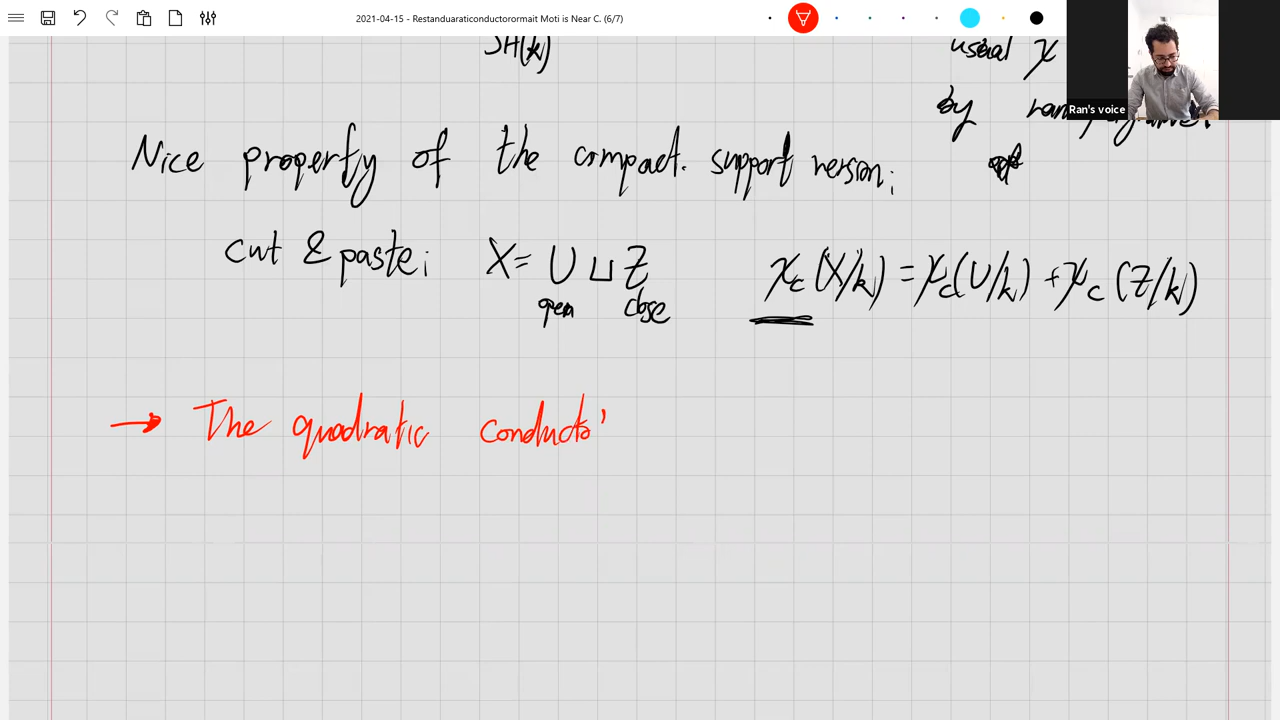 2021-04-15 - Restanduaraticonductorormait Moti is Near C. (6/7)
SH(k)
usual χ
by
Ran's voice
Nice property of the compact. support version:
cut & paste: X = U ⊔ Z χc (X/k) = χc(U/k) + χc (Z/k)
open close
→ The quadratic conducto'